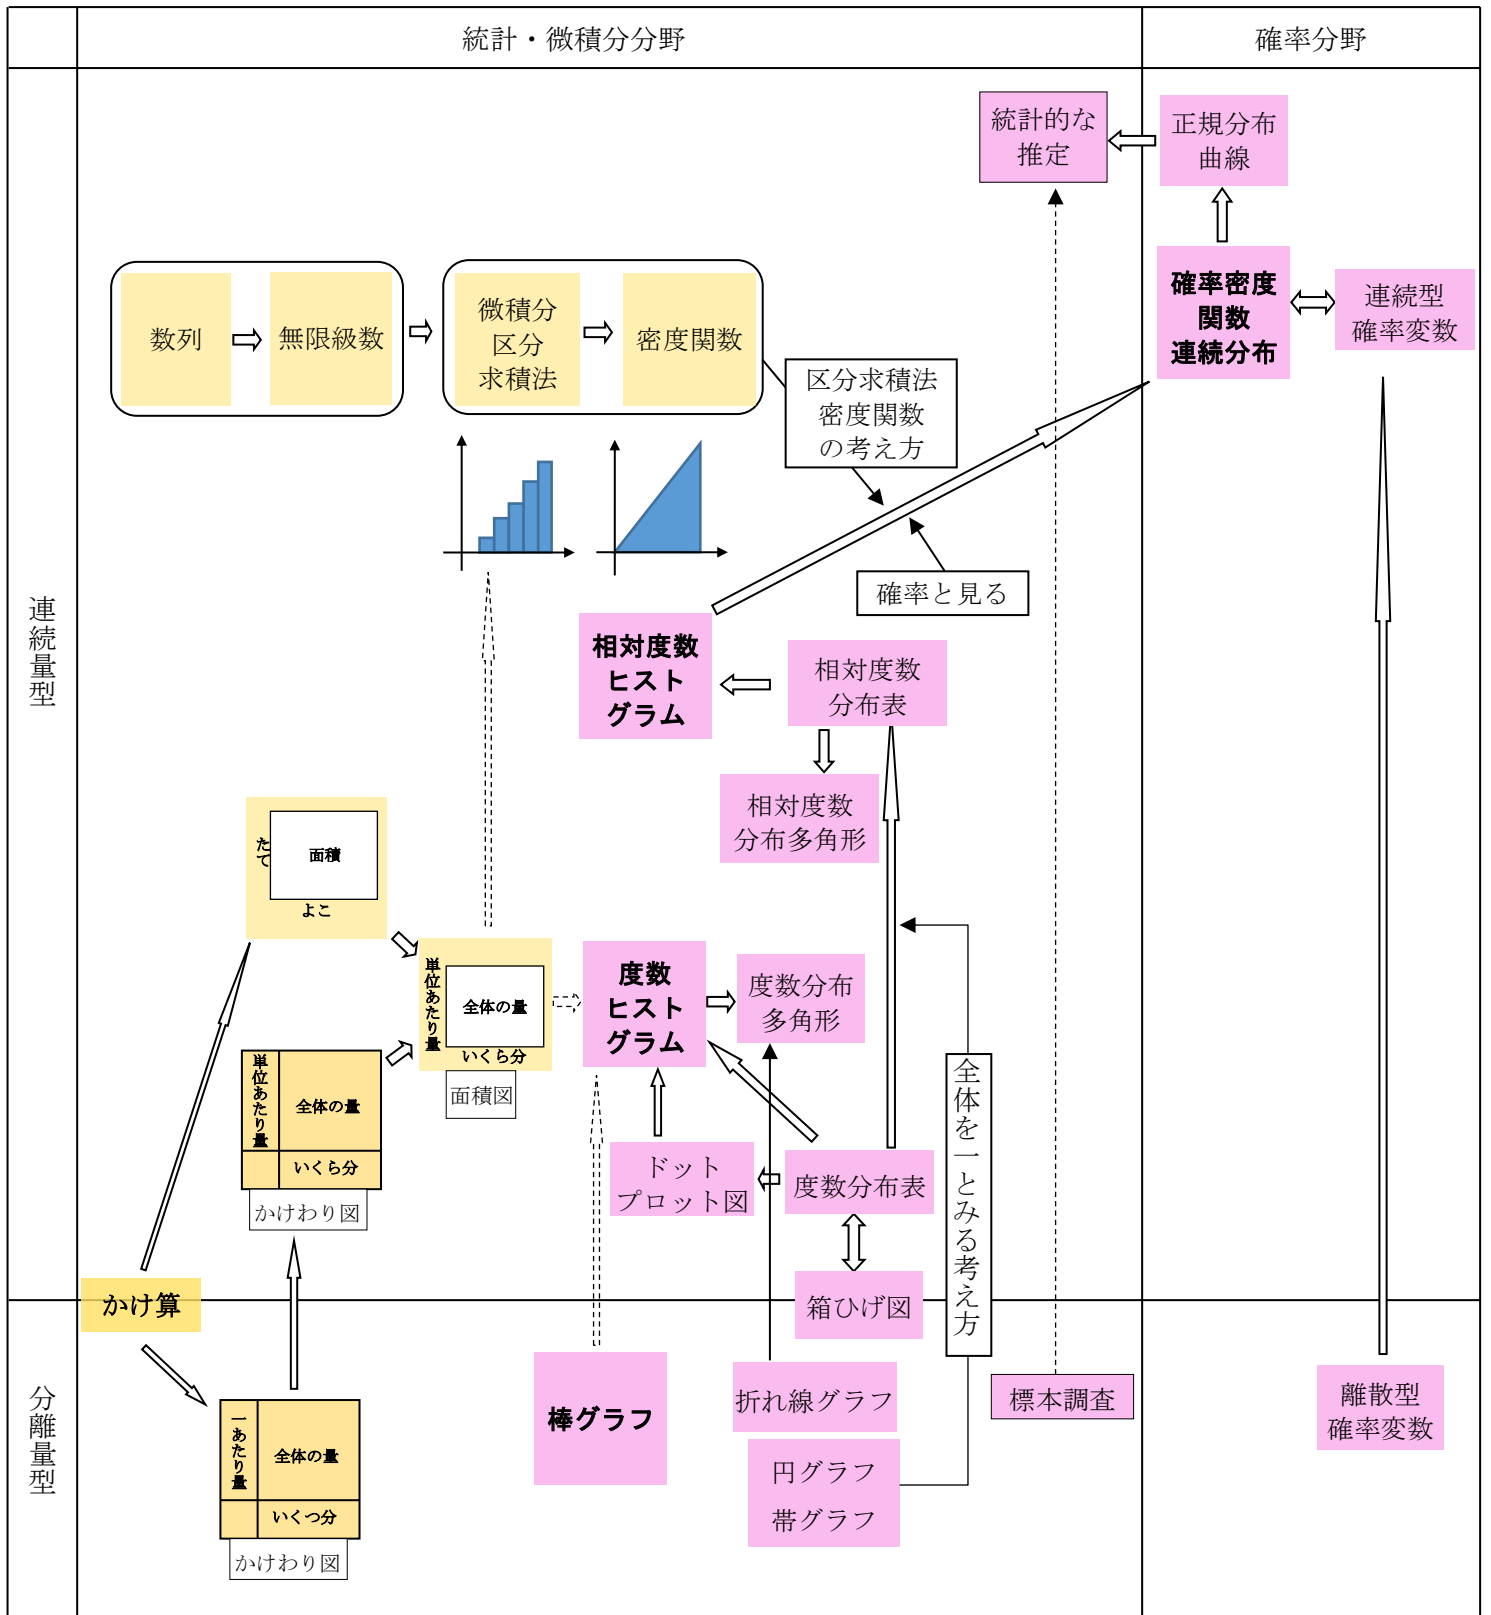 統計・微積分分野
確率分野
連続量型
分離量型
統計的な
推定
正規分布
曲線
確率密度
関数
連続分布
連続型
確率変数
数列
無限級数
微積分
区分
求積法
密度関数
区分求積法
密度関数
の考え方
確率と見る
相対度数
ヒスト
グラム
相対度数
分布表
相対度数
分布多角形
たて
面積
よこ
単位あたり量
全体の量
いくら分
面積図
度数
ヒスト
グラム
度数分布
多角形
単位あたり量
全体の量
いくら分
かけわり図
ドット
プロット図
度数分布表
全体を一とみる考え方
箱ひげ図
かけ算
一あたり量
全体の量
いくつ分
かけわり図
棒グラフ
折れ線グラフ
円グラフ
帯グラフ
標本調査
離散型
確率変数